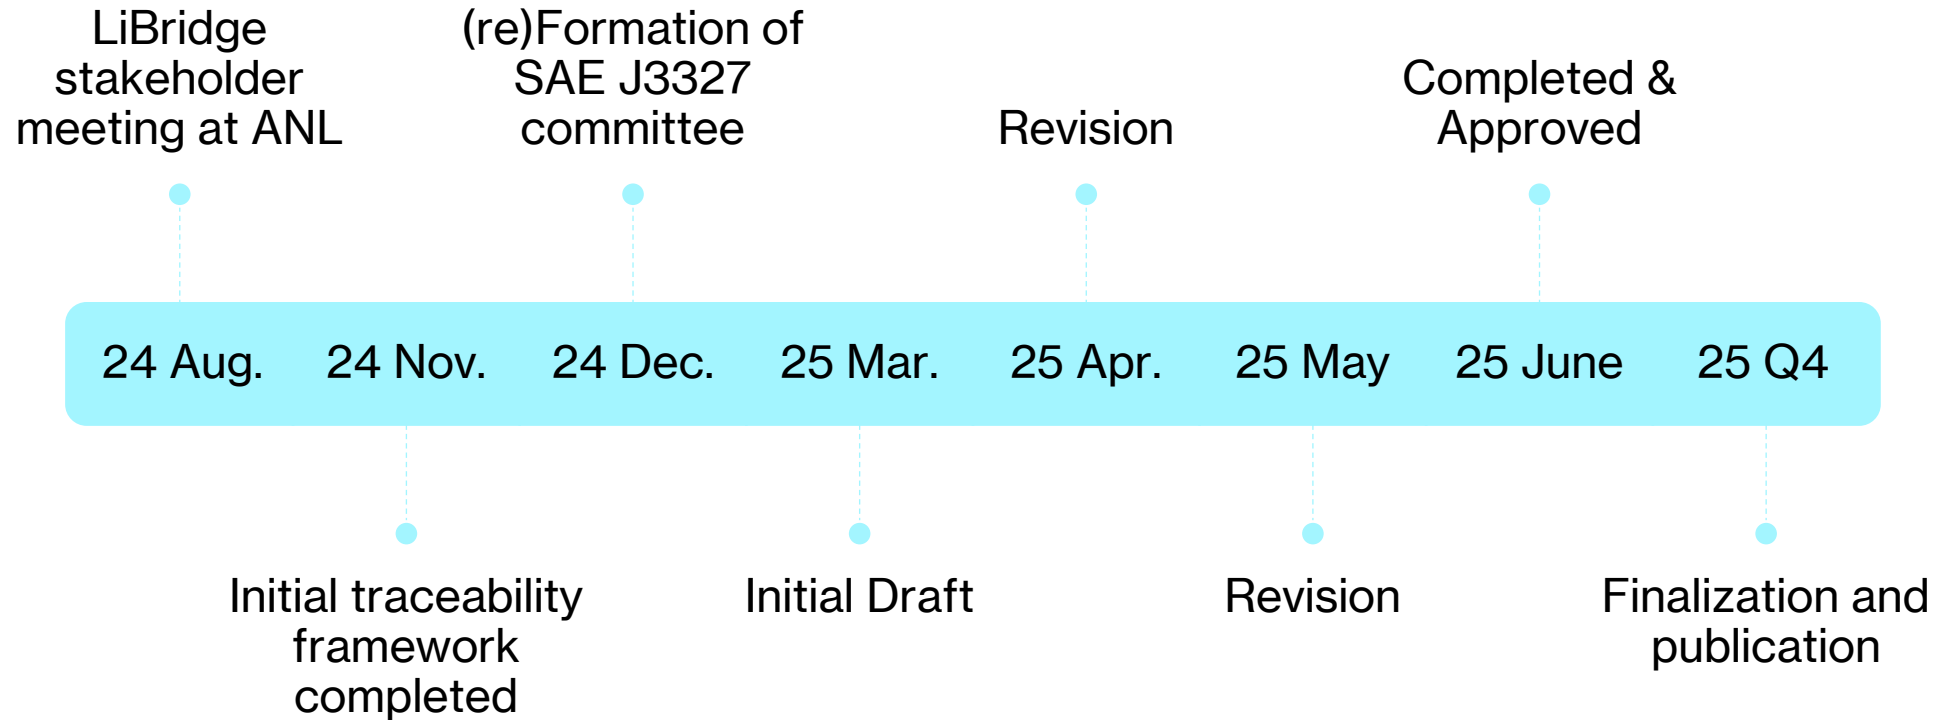 LiBridge
stakeholder
meeting at ANL
(re)Formation of
SAE J3327
committee
Revision
Completed &
Approved
24 Aug.
24 Nov.
24 Dec.
25 Mar.
25 Apr.
25 May
25 June
25 Q4
Initial traceability
framework
completed
Initial Draft
Revision
Finalization and
publication